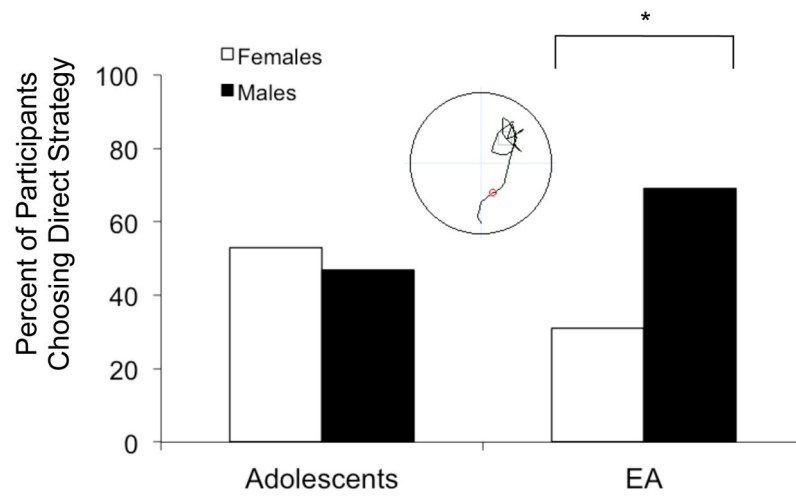 *
Females
Males
Percent of Participants
Choosing Direct Strategy
100
80
60
40
20
0
Adolescents
EA